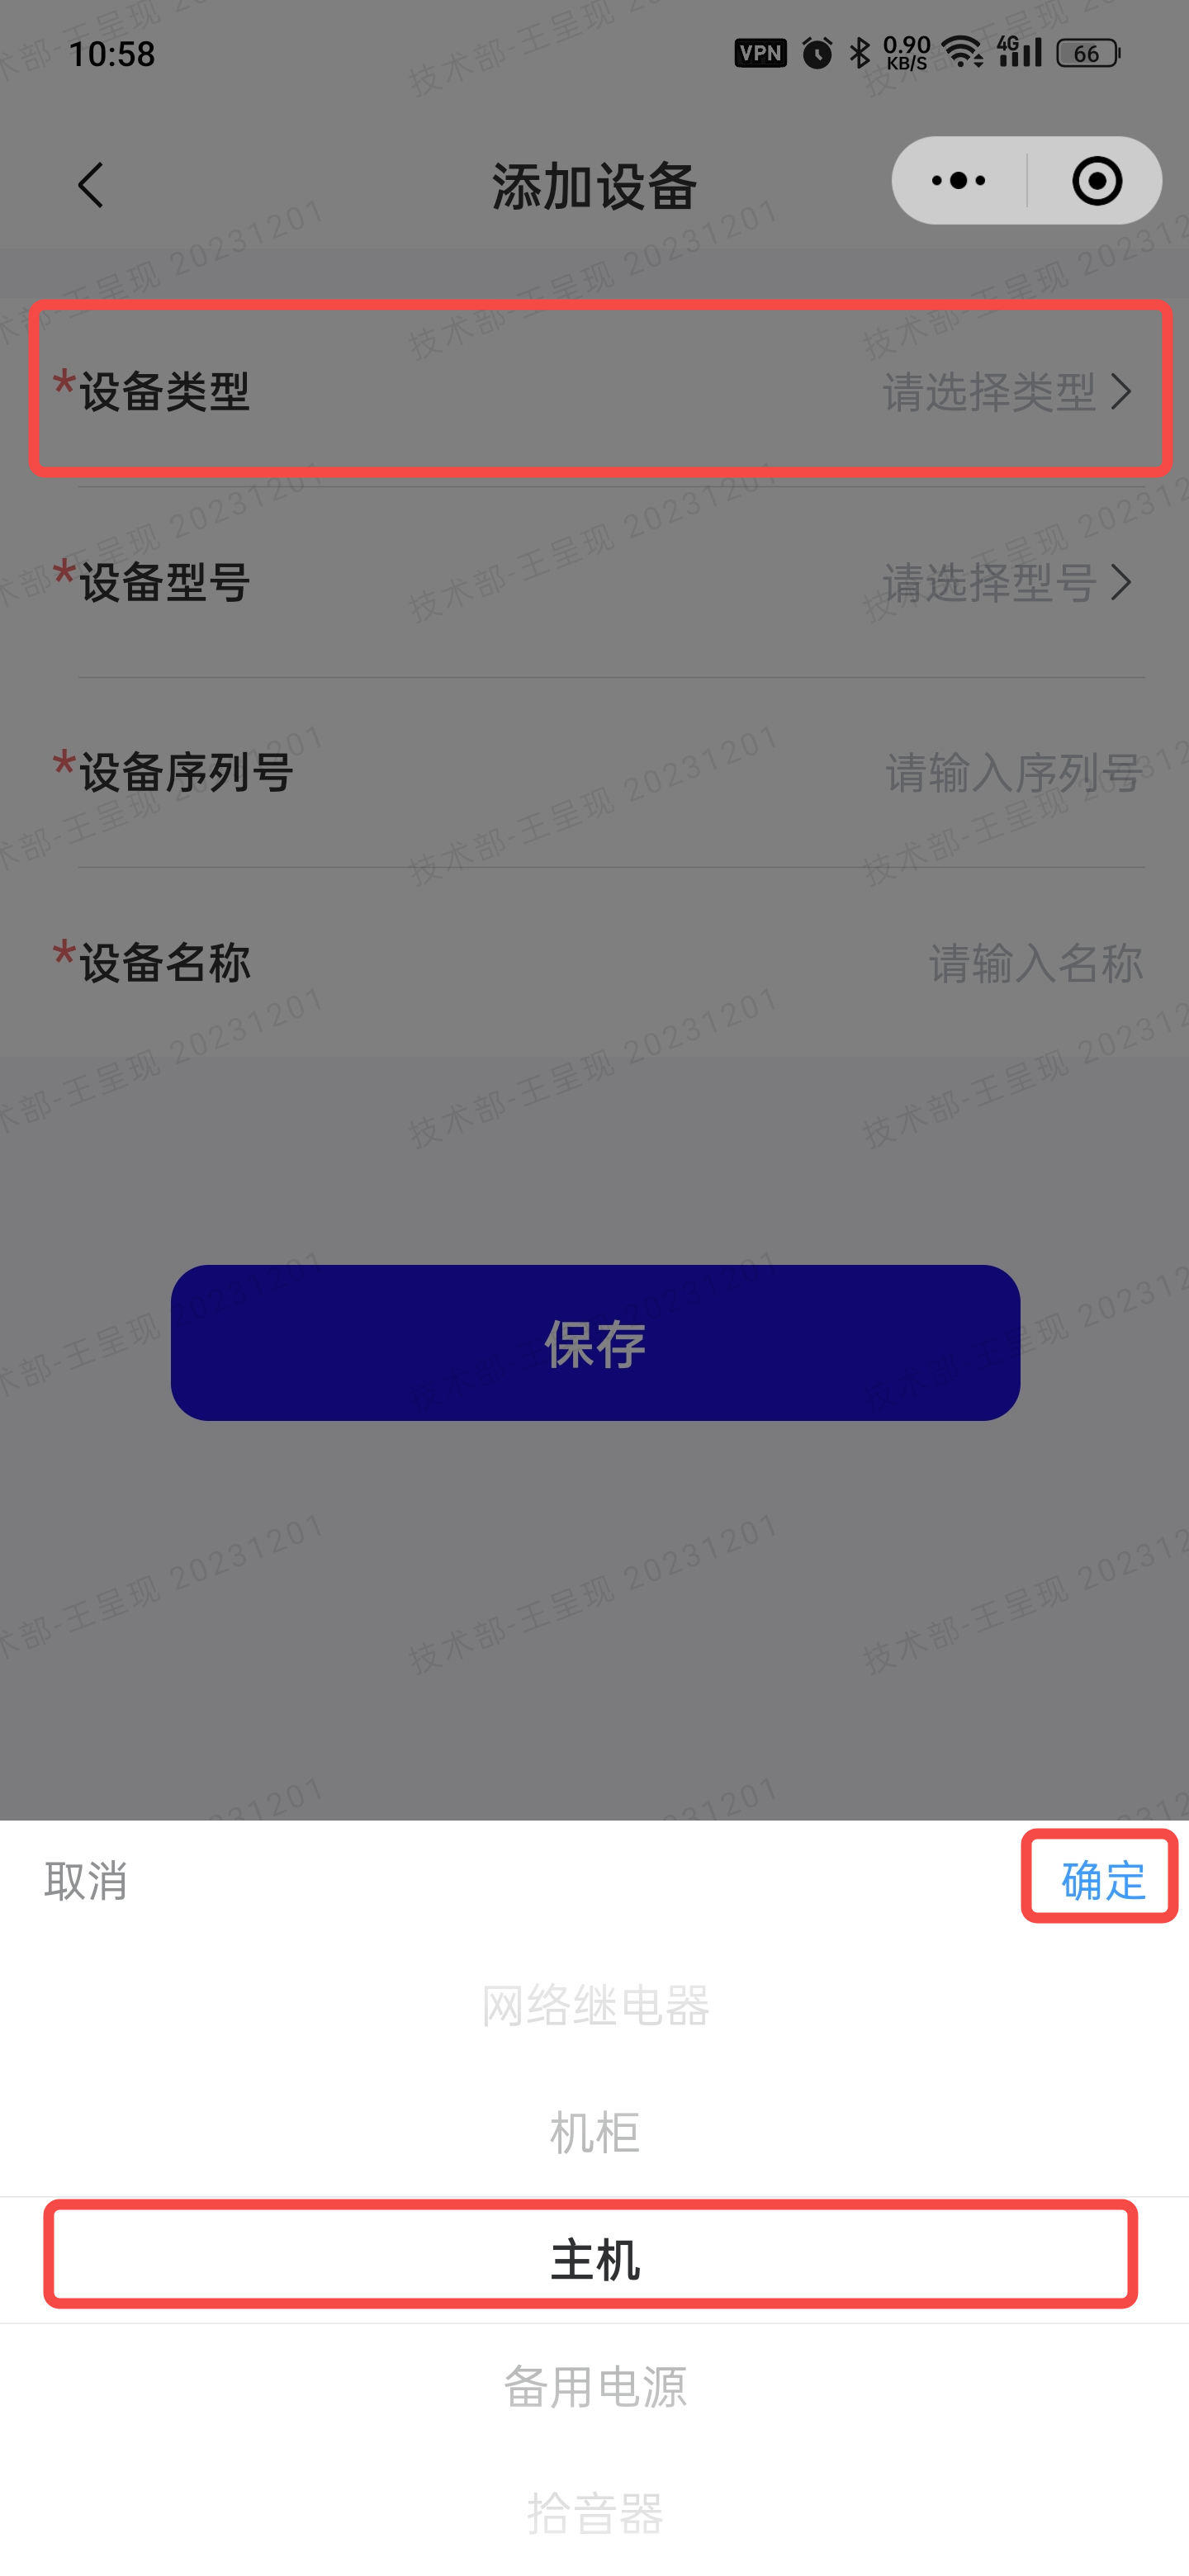 10:58
VPN 0.90 KB/S 4G 66
添加设备
*设备类型 请选择类型
*设备型号 请选择型号
*设备序列号 请输入序列号
*设备名称 请输入名称
保存
取消 确定
网络继电器
机柜
主机
备用电源
拾音器
技术部-王呈现 20231201